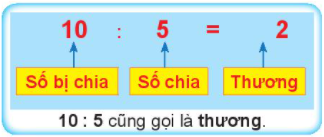 10 : 5 = 2
Số bị chia Số chia Thương
10 : 5 cũng gọi là thương.